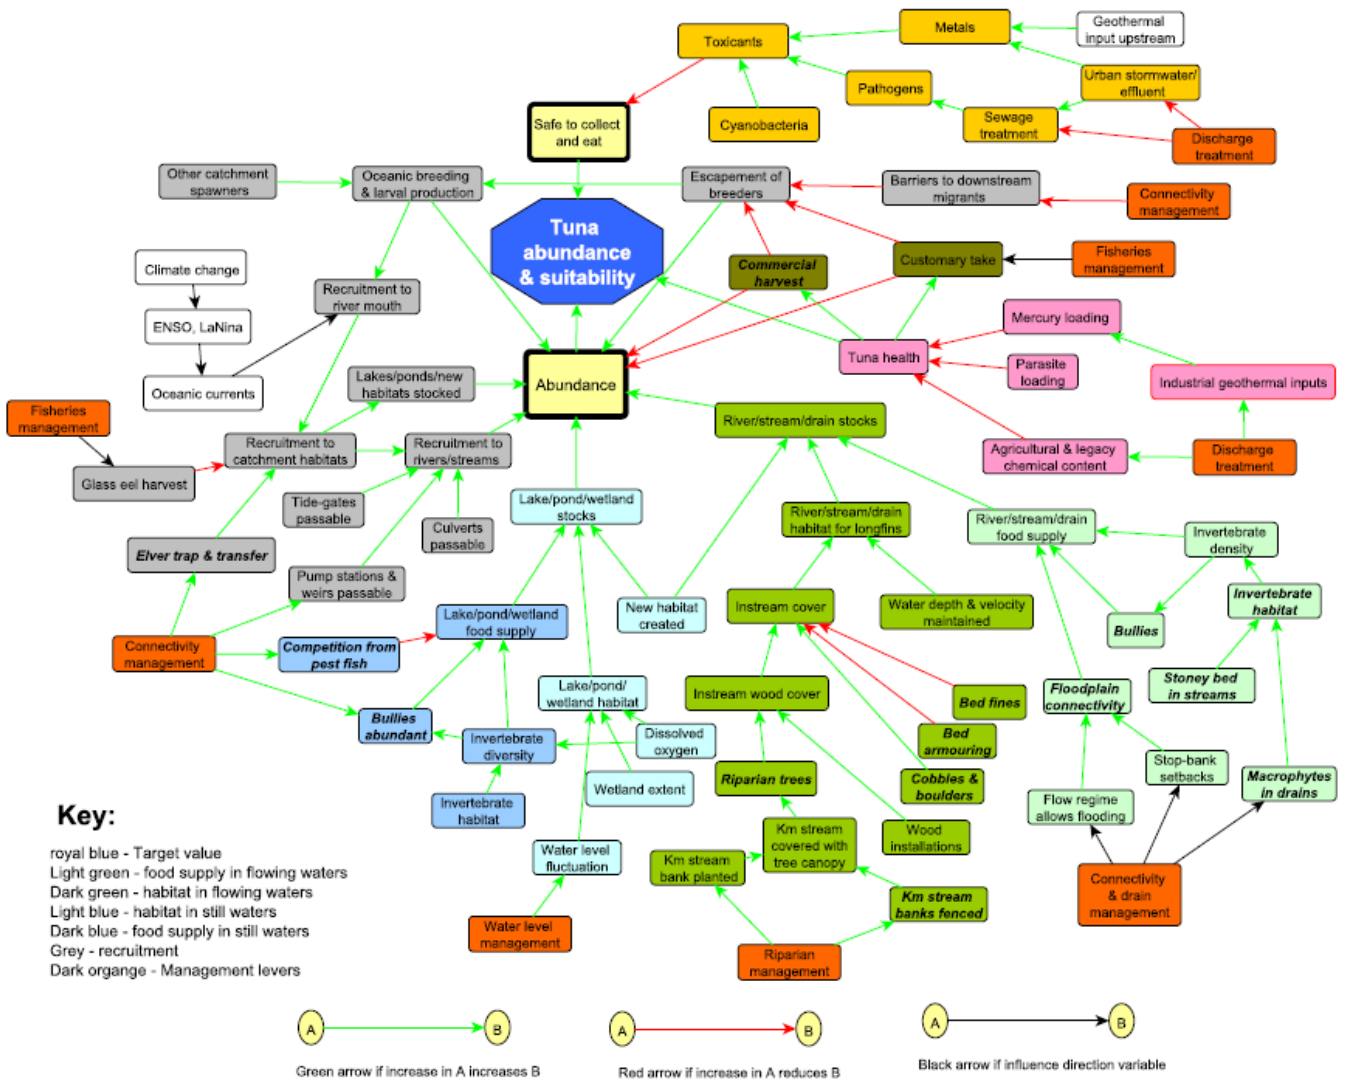 Geothermal
input upstream
Metals
Toxicants
Urban stormwater/
effluent
Pathogens
Cyanobacteria
Sewage
treatment
Discharge
treatment
Safe to collect
and eat
Other catchment
spawners
Oceanic breeding
& larval production
Escapement of
breeders
Barriers to downstream
migrants
Connectivity
management
Tuna
abundance
& suitability
Climate change
Commercial
harvest
Customary take
Fisheries
management
Recruitment to
river mouth
ENSO, LaNina
Mercury loading
Tuna health
Parasite
loading
Oceanic currents
Lakes/ponds/new
habitats stocked
Abundance
Industrial geothermal inputs
Fisheries
management
River/stream/drain stocks
Recruitment to
catchment habitats
Recruitment to
rivers/streams
Agricultural & legacy
chemical content
Discharge
treatment
Glass eel harvest
Tide-gates
passable
Culverts
passable
Lake/pond/wetland
stocks
River/stream/drain
habitat for longfins
River/stream/drain
food supply
Invertebrate
density
Elver trap & transfer
Pump stations &
weirs passable
Lake/pond/wetland
food supply
New habitat
created
Instream cover
Water depth & velocity
maintained
Invertebrate
habitat
Bullies
Connectivity
management
Competition from
pest fish
Lake/pond/
wetland habitat
Instream wood cover
Bed fines
Floodplain
connectivity
Stoney bed
in streams
Bullies
abundant
Invertebrate
diversity
Dissolved
oxygen
Bed
armouring
Stop-bank
setbacks
Riparian trees
Cobbles &
boulders
Macrophytes
in drains
Wetland extent
Invertebrate
habitat
Flow regime
allows flooding
Km stream
covered with
tree canopy
Wood
installations
Water level
fluctuation
Km stream
bank planted
Connectivity
& drain
management
Km stream
banks fenced
Water level
management
Riparian
management
Key:
royal blue - Target value
Light green - food supply in flowing waters
Dark green - habitat in flowing waters
Light blue - habitat in still waters
Dark blue - food supply in still waters
Grey - recruitment
Dark organge - Management levers
A
B
A
B
A
B
Green arrow if increase in A increases B
Red arrow if increase in A reduces B
Black arrow if influence direction variable